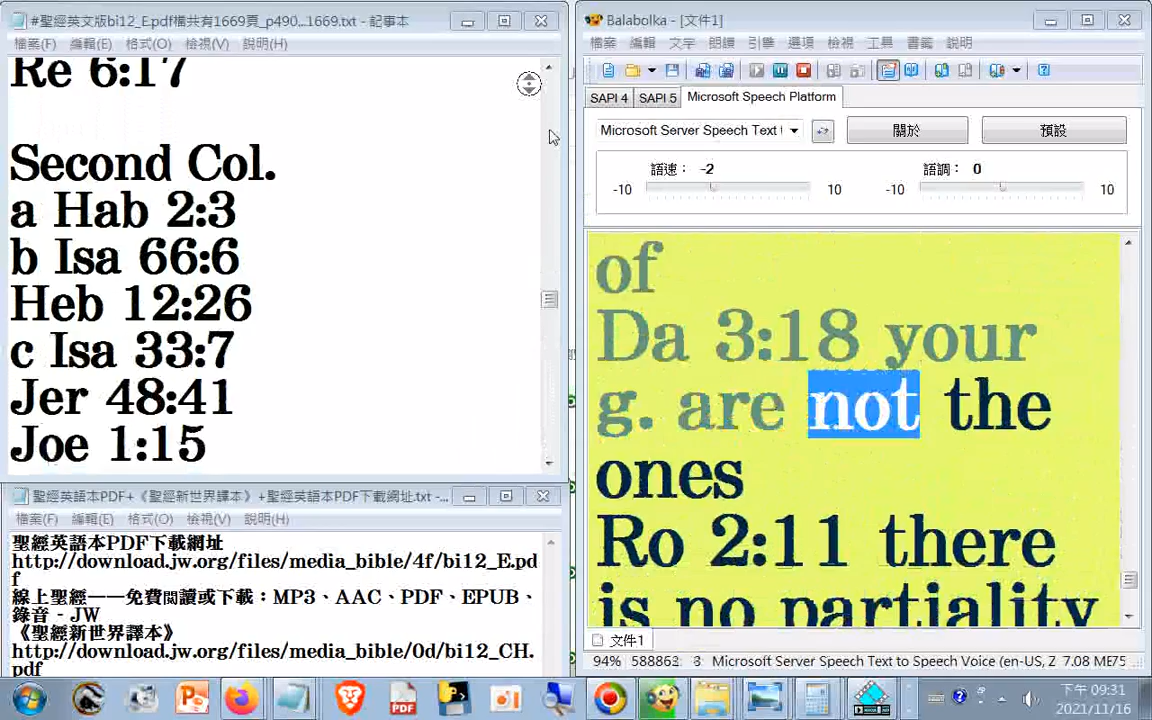 #聖經英文版bi12_E.pdf橫共有1669頁_p490,..1669.txt - 記事本
檔案(F) 編輯(E) 格式(O) 檢視(V) 說明(H)
Re 6:17
Second Col.
a Hab 2:3
b Isa 66:6
Heb 12:26
c Isa 33:7
Jer 48:41
Joe 1:15
聖經英語本PDF+《聖經新世界譯本》+聖經英語本PDF下載網址.txt -...
檔案(F) 編輯(E) 格式(O) 檢視(V) 說明(H)
聖經英語本PDF下載網址
http://download.jw.org/files/media_bible/4f/bi12_E.pd
f
線上聖經——免費閱讀或下載：MP3、AAC、PDF、EPUB、
錄音 - JW
《聖經新世界譯本》
http://download.jw.org/files/media_bible/0d/bi12_CH.
pdf
Balabolka - [文件1]
檔案 編輯 文字 朗讀 引擎 選項 檢視 工具 書籤 說明
SAPI 4 SAPI 5 Microsoft Speech Platform
Microsoft Server Speech Text 關於 預設
語速： -2 語調： 0
-10 10 -10 10
of
Da 3:18 your
g. are not the
ones
Ro 2:11 there
is no partiality
文件1
94% 588862 Microsoft Server Speech Text to Speech Voice (en-US, Z 7.08 ME75
PDF
下午 09:31
2021/11/16